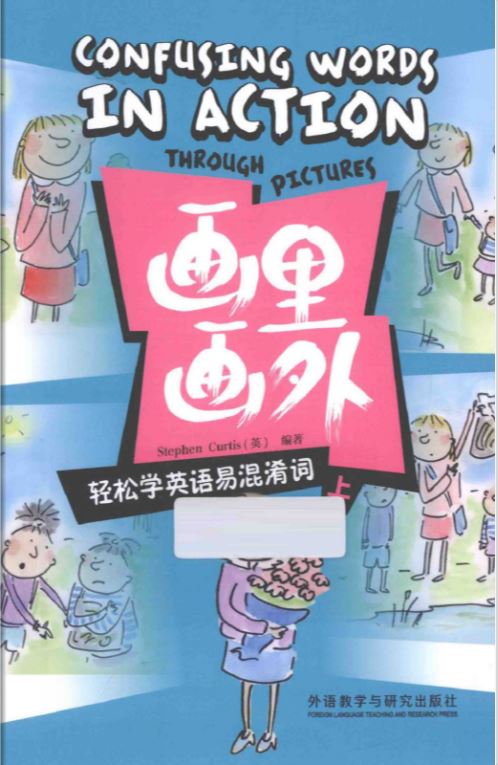 CONFUSING WORDS
IN ACTION
THROUGH PICTURES
画里
画外
Stephen Curtis(英) 编著
轻松学英语易混淆词 上
外语教学与研究出版社
FOREIGN LANGUAGE TEACHING AND RESEARCH PRESS